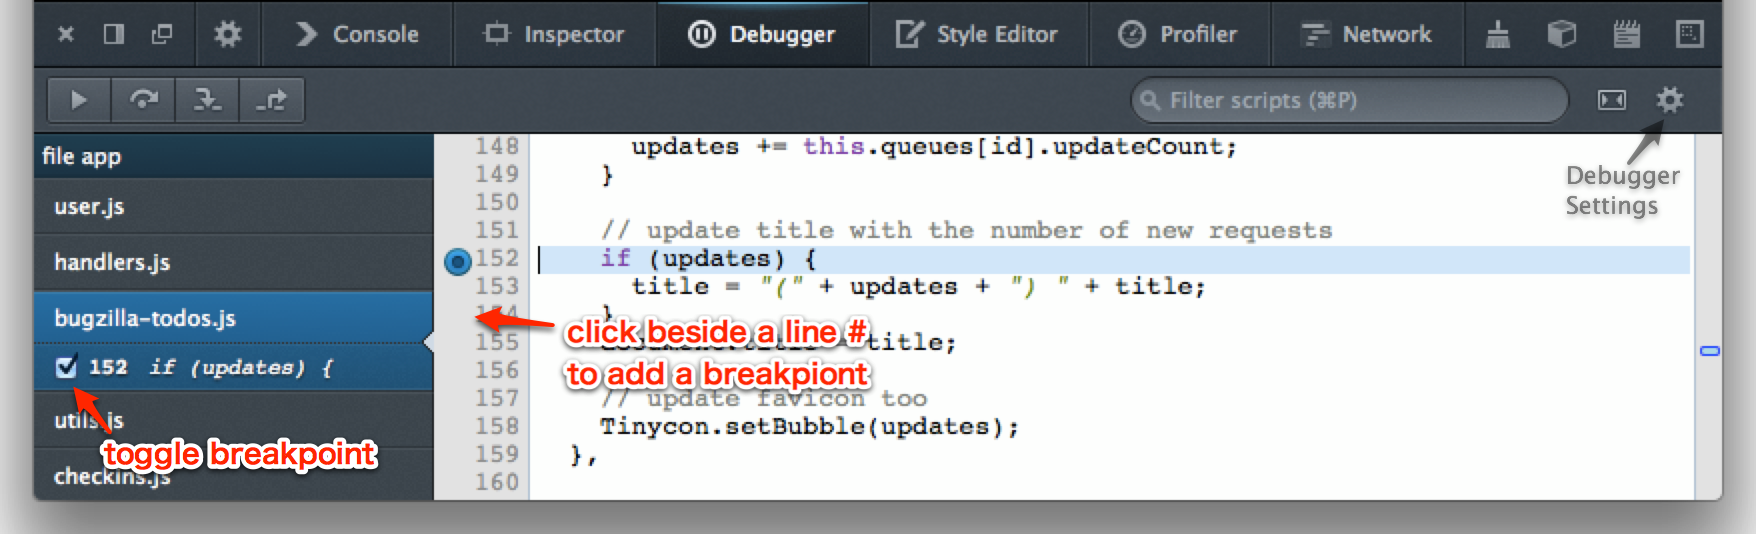 Console Inspector Debugger Style Editor Profiler Network
Filter scripts (⌘P)
Debugger
Settings
file app
user.js
handlers.js
bugzilla-todos.js
152 if (updates) {
utils.js
checkins.js
toggle breakpoint
148 updates += this.queues[id].updateCount;
149 }
150
151 // update title with the number of new requests
152 if (updates) {
153 title = "(" + updates + ") " + title;
154 }
155 title;
156
157 // update favicon too
158 Tinycon.setBubble(updates);
159 },
160
click beside a line #
to add a breakpiont